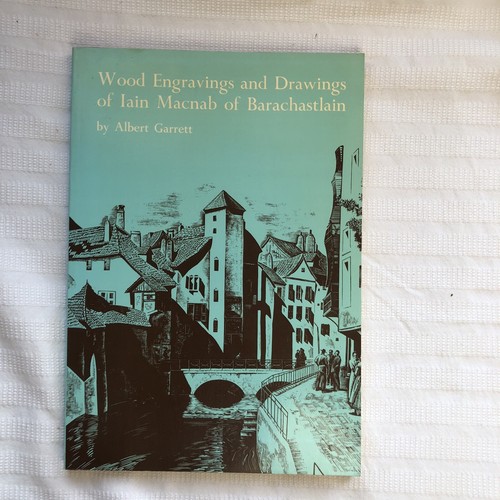 Wood Engravings and Drawings
of Iain Macnab of Barachastlain
by Albert Garrett